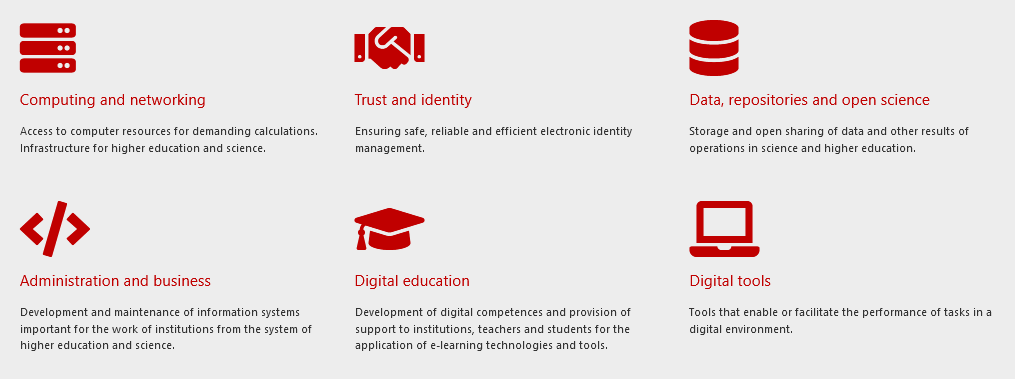 Computing and networking
Access to computer resources for demanding calculations.
Infrastructure for higher education and science.
Trust and identity
Ensuring safe, reliable and efficient electronic identity
management.
Data, repositories and open science
Storage and open sharing of data and other results of
operations in science and higher education.
Administration and business
Development and maintenance of information systems
important for the work of institutions from the system of
higher education and science.
Digital education
Development of digital competences and provision of
support to institutions, teachers and students for the
application of e-learning technologies and tools.
Digital tools
Tools that enable or facilitate the performance of tasks in a
digital environment.